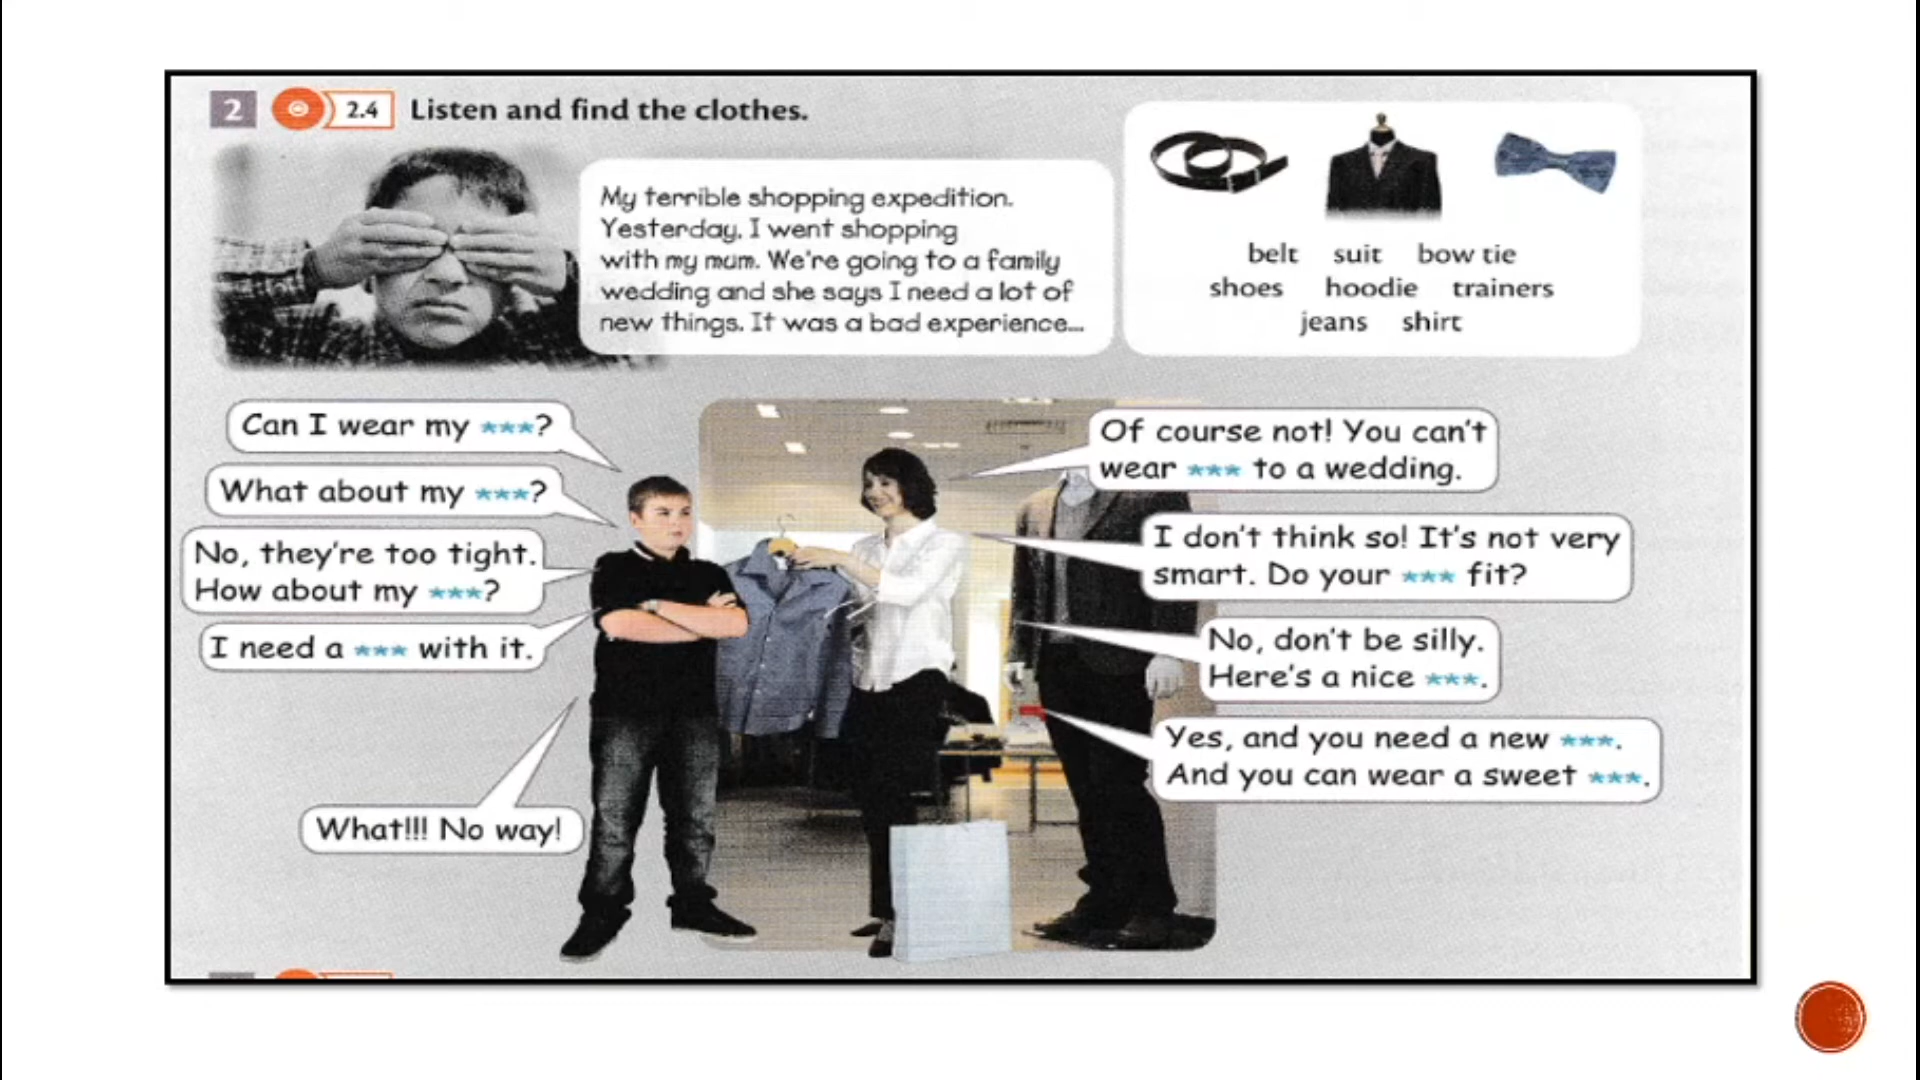 2 2.4 Listen and find the clothes.
My terrible shopping expedition.
Yesterday, I went shopping
with my mum. We're going to a family
wedding and she says I need a lot of
new things. It was a bad experience...
belt suit bow tie
shoes hoodie trainers
jeans shirt
Can I wear my ***?
Of course not! You can't
wear *** to a wedding.
What about my ***?
I don't think so! It's not very
smart. Do your *** fit?
No, they're too tight.
How about my ***?
No, don't be silly.
Here's a nice ***.
I need a *** with it.
Yes, and you need a new ***.
And you can wear a sweet ***.
What!!! No way!